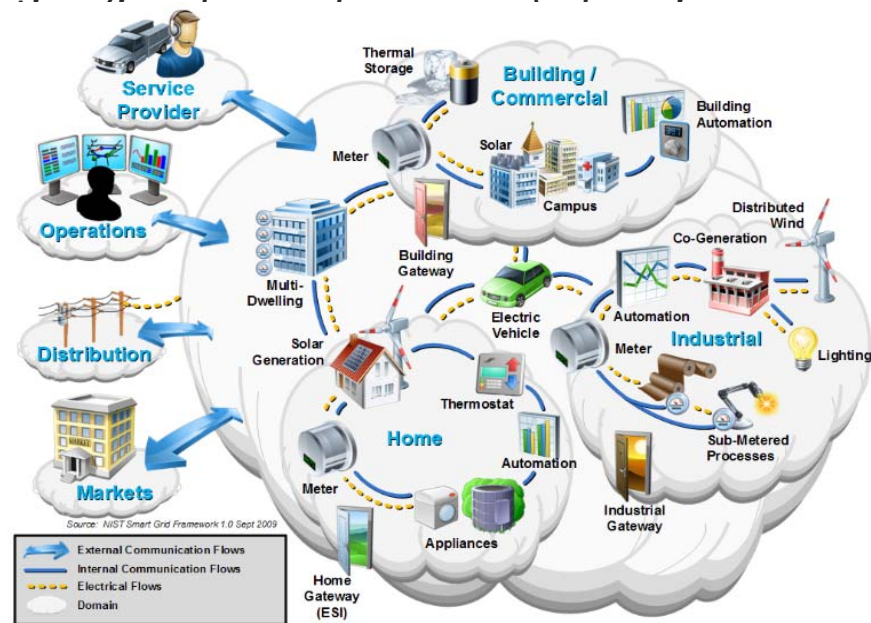 Service
Provider
Operations
Distribution
Markets
Thermal
Storage
Building /
Commercial
Building
Automation
Meter
Solar
Campus
Building
Gateway
Multi-
Dwelling
Electric
Vehicle
Distributed
Wind
Co-Generation
Automation
Industrial
Meter
Lighting
Sub-Metered
Processes
Industrial
Gateway
Solar
Generation
Thermostat
Home
Automation
Meter
Appliances
Home
Gateway
(ESI)
MARKET
Source: NIST Smart Grid Framework 1.0 Sept 2009
External Communication Flows
Internal Communication Flows
Electrical Flows
Domain